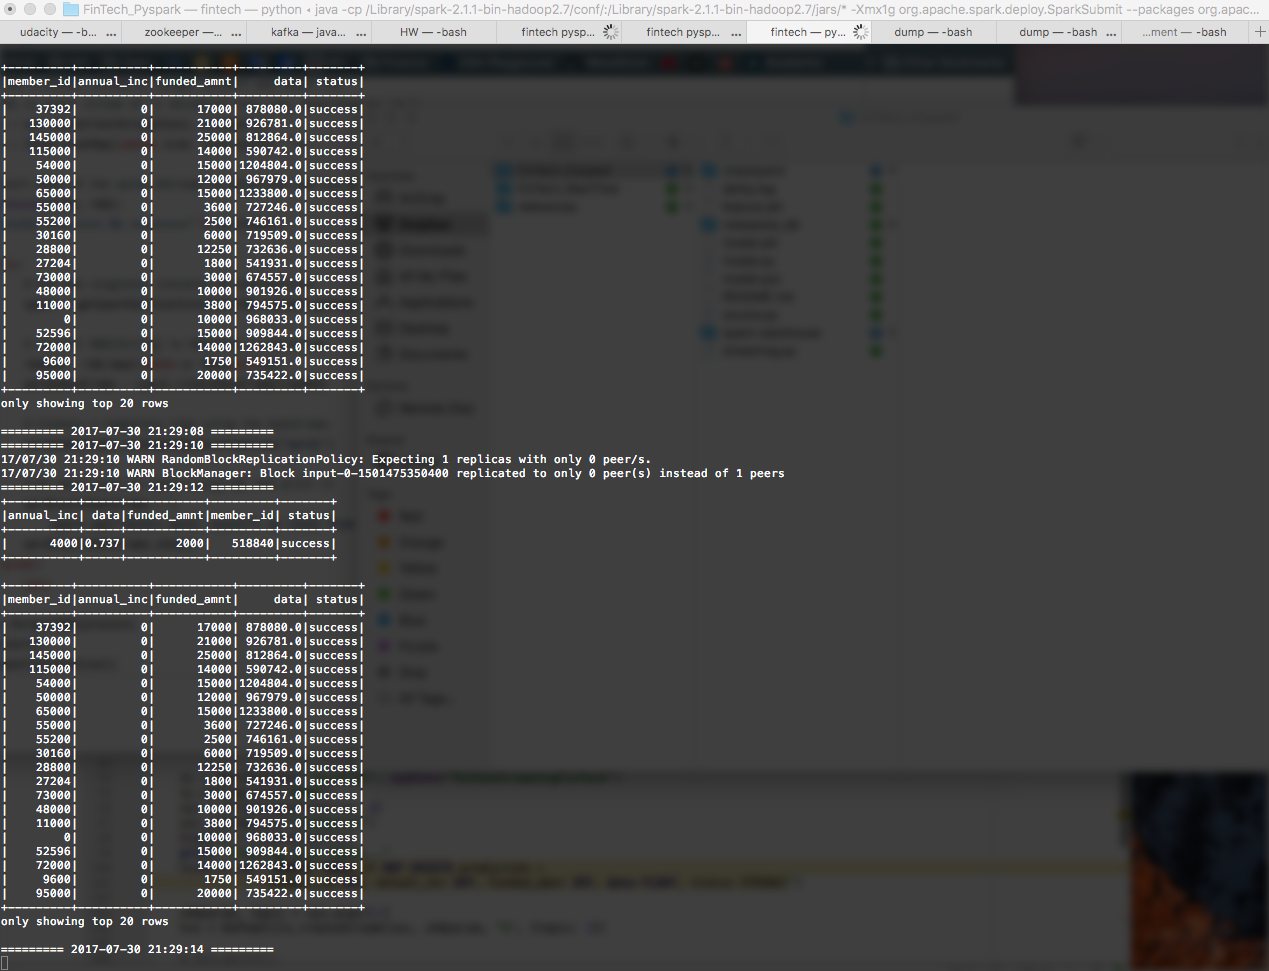 FinTech_Pyspark — fintech — python ◂ java -cp /Library/spark-2.1.1-bin-hadoop2.7/conf/:/Library/spark-2.1.1-bin-hadoop2.7/jars/* -Xmx1g org.apache.spark.deploy.SparkSubmit --packages org.apac...
udacity — -b... ... zookeeper —... ... kafka — java... ... HW — -bash fintech pysp... fintech pysp... ... fintech — py... dump — -bash dump — -bash ... ...ment — -bash +
+---------+----------+-----------+---------+-------+
|member_id|annual_inc|funded_amnt|     data| status|
+---------+----------+-----------+---------+-------+
|    37392|         0|      17000| 878080.0|success|
|   130000|         0|      21000| 926781.0|success|
|   145000|         0|      25000| 812864.0|success|
|   115000|         0|      14000| 590742.0|success|
|    54000|         0|      15000|1204804.0|success|
|    50000|         0|      12000| 967979.0|success|
|    65000|         0|      15000|1233800.0|success|
|    55000|         0|       3600| 727246.0|success|
|    55200|         0|       2500| 746161.0|success|
|    30160|         0|       6000| 719509.0|success|
|    28800|         0|      12250| 732636.0|success|
|    27204|         0|       1800| 541931.0|success|
|    73000|         0|       3000| 674557.0|success|
|    48000|         0|      10000| 901926.0|success|
|    11000|         0|       3800| 794575.0|success|
|        0|         0|      10000| 968033.0|success|
|    52596|         0|      15000| 909844.0|success|
|    72000|         0|      14000|1262843.0|success|
|     9600|         0|       1750| 549151.0|success|
|    95000|         0|      20000| 735422.0|success|
+---------+----------+-----------+---------+-------+
only showing top 20 rows
========= 2017-07-30 21:29:08 =========
========= 2017-07-30 21:29:10 =========
17/07/30 21:29:10 WARN RandomBlockReplicationPolicy: Expecting 1 replicas with only 0 peer/s.
17/07/30 21:29:10 WARN BlockManager: Block input-0-1501475350400 replicated to only 0 peer(s) instead of 1 peers
========= 2017-07-30 21:29:12 =========
+----------+-----+-----------+---------+-------+
|annual_inc| data|funded_amnt|member_id| status|
+----------+-----+-----------+---------+-------+
|      4000|0.737|       2000|   518840|success|
+----------+-----+-----------+---------+-------+
+---------+----------+-----------+---------+-------+
|member_id|annual_inc|funded_amnt|     data| status|
+---------+----------+-----------+---------+-------+
|    37392|         0|      17000| 878080.0|success|
|   130000|         0|      21000| 926781.0|success|
|   145000|         0|      25000| 812864.0|success|
|   115000|         0|      14000| 590742.0|success|
|    54000|         0|      15000|1204804.0|success|
|    50000|         0|      12000| 967979.0|success|
|    65000|         0|      15000|1233800.0|success|
|    55000|         0|       3600| 727246.0|success|
|    55200|         0|       2500| 746161.0|success|
|    30160|         0|       6000| 719509.0|success|
|    28800|         0|      12250| 732636.0|success|
|    27204|         0|       1800| 541931.0|success|
|    73000|         0|       3000| 674557.0|success|
|    48000|         0|      10000| 901926.0|success|
|    11000|         0|       3800| 794575.0|success|
|        0|         0|      10000| 968033.0|success|
|    52596|         0|      15000| 909844.0|success|
|    72000|         0|      14000|1262843.0|success|
|     9600|         0|       1750| 549151.0|success|
|    95000|         0|      20000| 735422.0|success|
+---------+----------+-----------+---------+-------+
only showing top 20 rows
========= 2017-07-30 21:29:14 =========